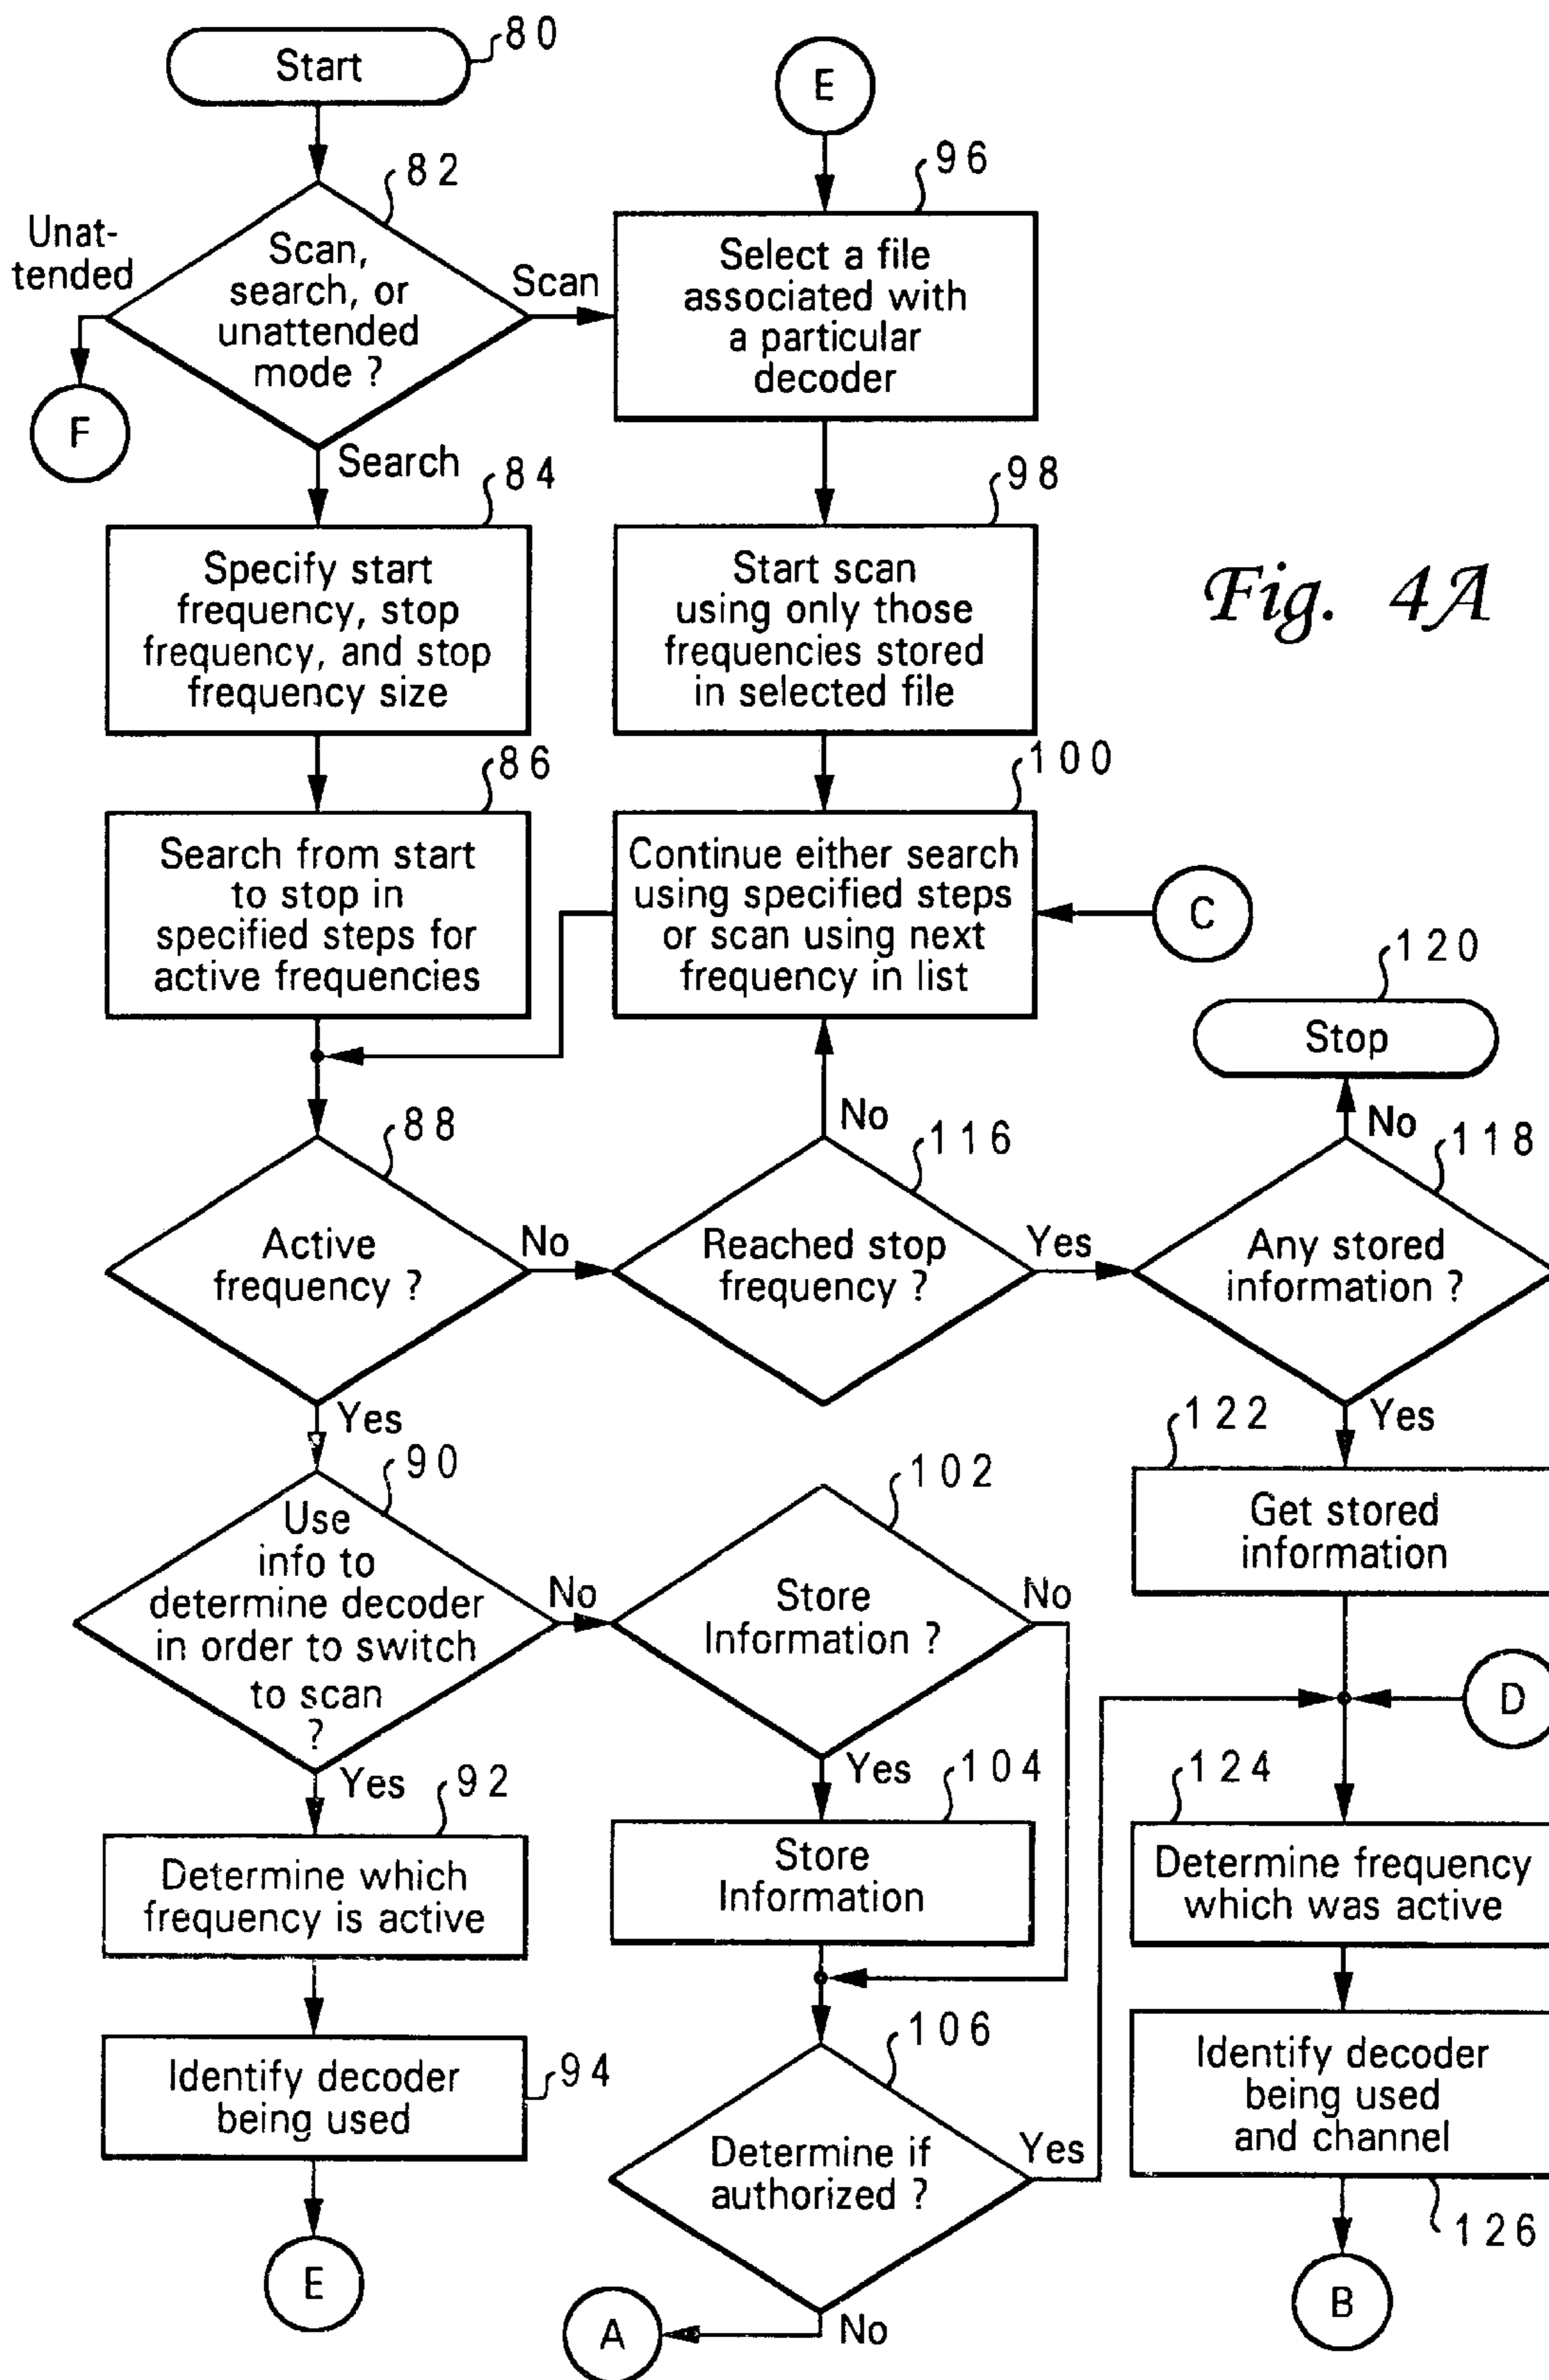 Start
80
E
82
96
Unat-
tended
Scan,
search, or
unattended
mode ?
Scan
Select a file
associated with
a particular
decoder
F
Search
84
98
Specify start
frequency, stop
frequency, and stop
frequency size
Start scan
using only those
frequencies stored
in selected file
Fig. 4A
86
100
Search from start
to stop in
specified steps for
active frequencies
Continue either search
using specified steps
or scan using next
frequency in list
C
120
Stop
88
No
116
No
118
Active
frequency ?
No
Reached stop
frequency ?
Yes
Any stored
information ?
Yes
90
102
122
Yes
Use
info to
determine decoder
in order to switch
to scan
?
No
Store
Information ?
No
Get stored
information
D
Yes
92
Yes
104
124
Determine which
frequency is active
Store
Information
Determine frequency
which was active
106
Identify decoder
being used
94
Identify decoder
being used
and channel
Determine if
authorized ?
Yes
126
E
A
No
B